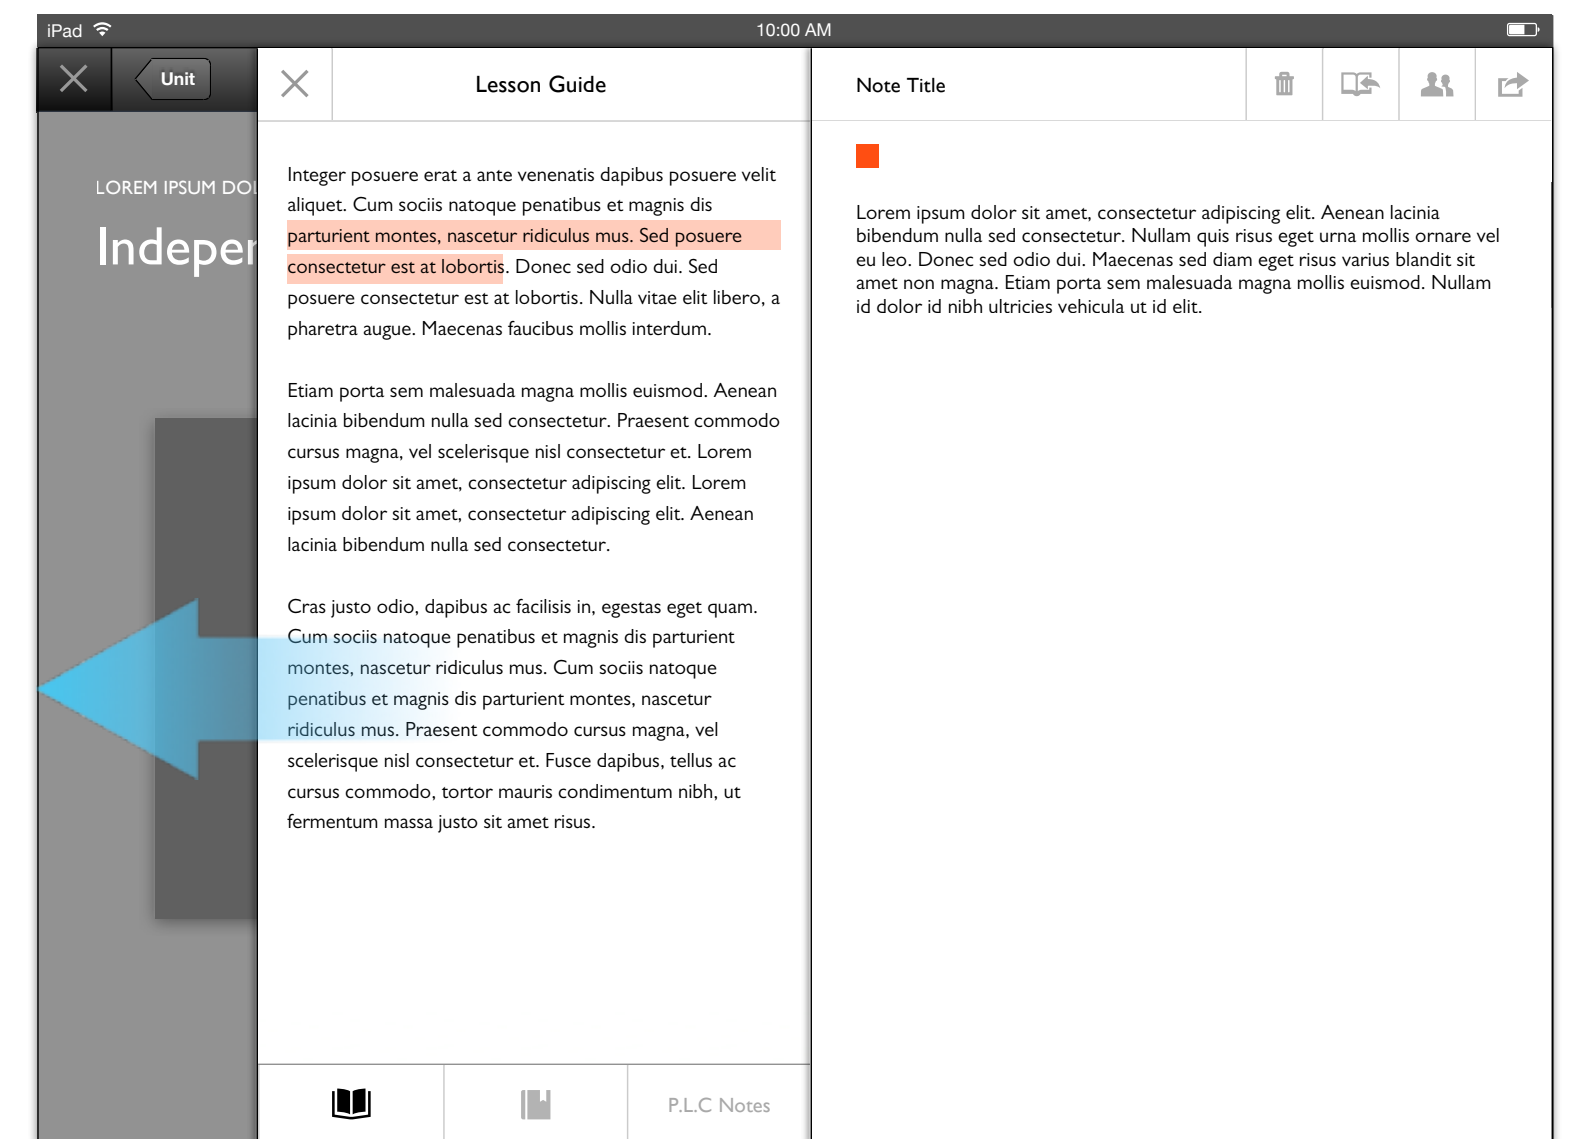 iPad
10:00 AM
Unit
LOREM IPSUM DOL
Indepen
Lesson Guide
Integer posuere erat a ante venenatis dapibus posuere velit
aliquet. Cum sociis natoque penatibus et magnis dis
parturient montes, nascetur ridiculus mus. Sed posuere
consectetur est at lobortis. Donec sed odio dui. Sed
posuere consectetur est at lobortis. Nulla vitae elit libero, a
pharetra augue. Maecenas faucibus mollis interdum.
Etiam porta sem malesuada magna mollis euismod. Aenean
lacinia bibendum nulla sed consectetur. Praesent commodo
cursus magna, vel scelerisque nisl consectetur et. Lorem
ipsum dolor sit amet, consectetur adipiscing elit. Lorem
ipsum dolor sit amet, consectetur adipiscing elit. Aenean
lacinia bibendum nulla sed consectetur.
Cras justo odio, dapibus ac facilisis in, egestas eget quam.
Cum sociis natoque penatibus et magnis dis parturient
montes, nascetur ridiculus mus. Cum sociis natoque
penatibus et magnis dis parturient montes, nascetur
ridiculus mus. Praesent commodo cursus magna, vel
scelerisque nisl consectetur et. Fusce dapibus, tellus ac
cursus commodo, tortor mauris condimentum nibh, ut
fermentum massa justo sit amet risus.
P.L.C Notes
Note Title
Lorem ipsum dolor sit amet, consectetur adipiscing elit. Aenean lacinia
bibendum nulla sed consectetur. Nullam quis risus eget urna mollis ornare vel
eu leo. Donec sed odio dui. Maecenas sed diam eget risus varius blandit sit
amet non magna. Etiam porta sem malesuada magna mollis euismod. Nullam
id dolor id nibh ultricies vehicula ut id elit.